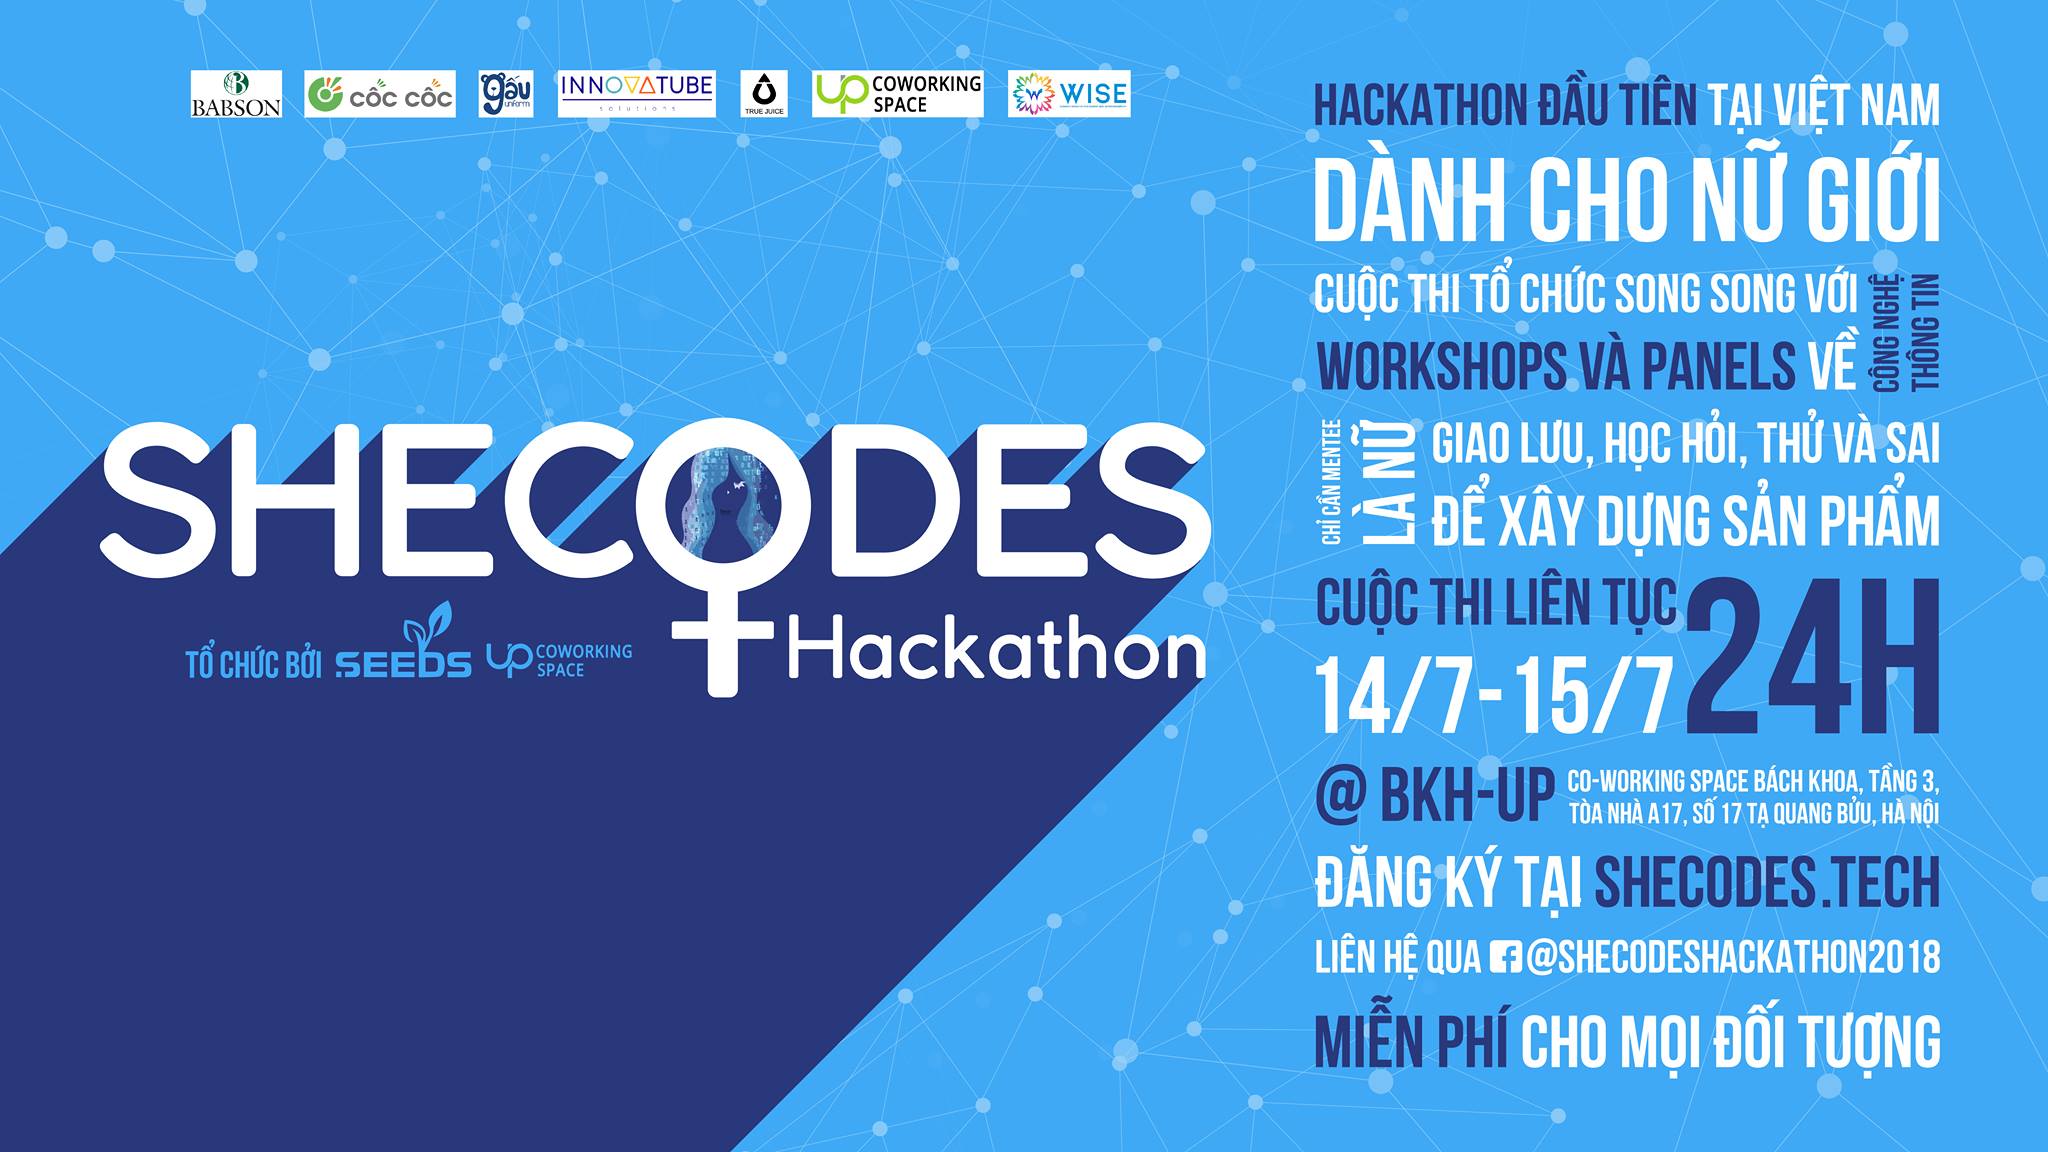 BABSON
CỐC CỐC
gấu
uniform
INNOVATUBE
solutions
TRUE JUICE
UP COWORKING
SPACE
WISE
SHECODES
Hackathon
TỔ CHỨC BỞI SEEDS UP COWORKING
SPACE
HACKATHON ĐẦU TIÊN TẠI VIỆT NAM
DÀNH CHO NỮ GIỚI
CUỘC THI TỔ CHỨC SONG SONG VỚI
WORKSHOPS VÀ PANELS VỀ
CÔNG NGHỆ
THÔNG TIN
CHỈ CẦN MENTEE
LÀ NỮ
GIAO LƯU, HỌC HỎI, THỬ VÀ SAI
ĐỂ XÂY DỰNG SẢN PHẨM
CUỘC THI LIÊN TỤC
24H
14/7-15/7
@ BKH-UP
CO-WORKING SPACE BÁCH KHOA, TẦNG 3,
TÒA NHÀ A17, SỐ 17 TẠ QUANG BỬU, HÀ NỘI
ĐĂNG KÝ TẠI SHECODES.TECH
LIÊN HỆ QUA @SHECODESHACKATHON2018
MIỄN PHÍ CHO MỌI ĐỐI TƯỢNG